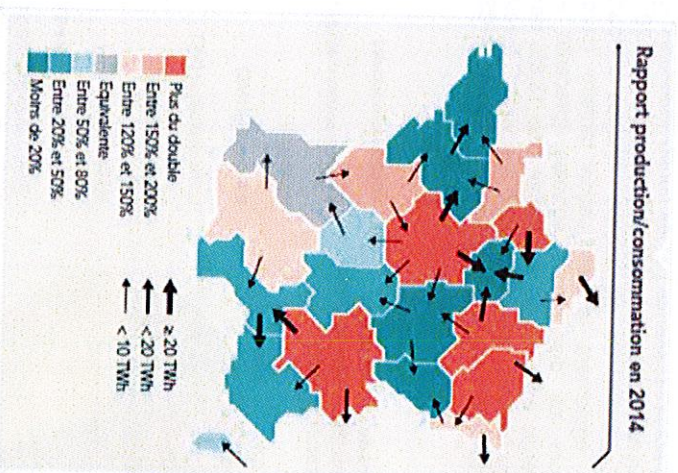 Rapport production/consommation en 2014
Plus du double
Entre 150% et 200%
Entre 120% et 150%
Equivalente
Entre 50% et 80%
Entre 20% et 50%
Moins de 20%
≥ 20 TWh
< 20 TWh
< 10 TWh